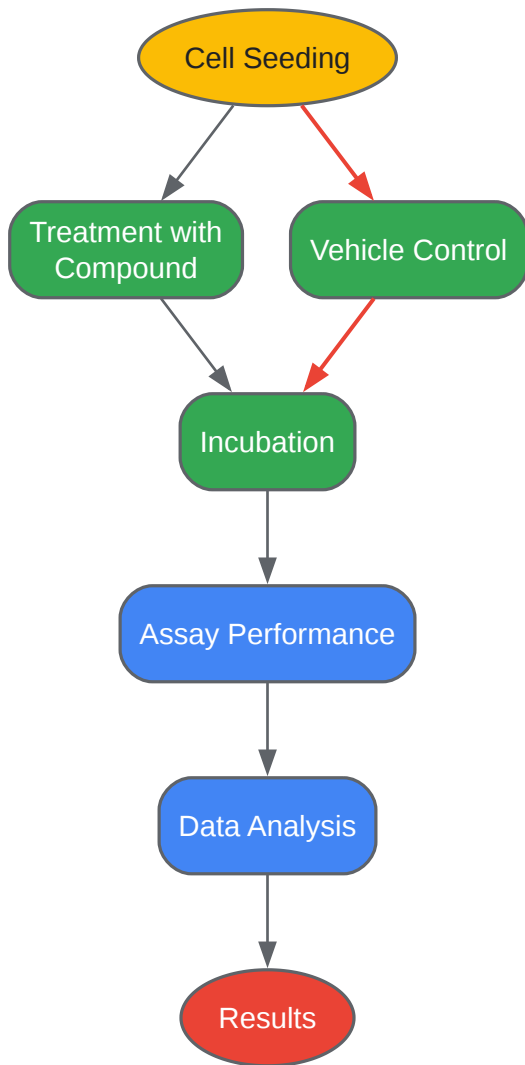 Cell Seeding
Treatment with
Compound
Vehicle Control
Incubation
Assay Performance
Data Analysis
Results